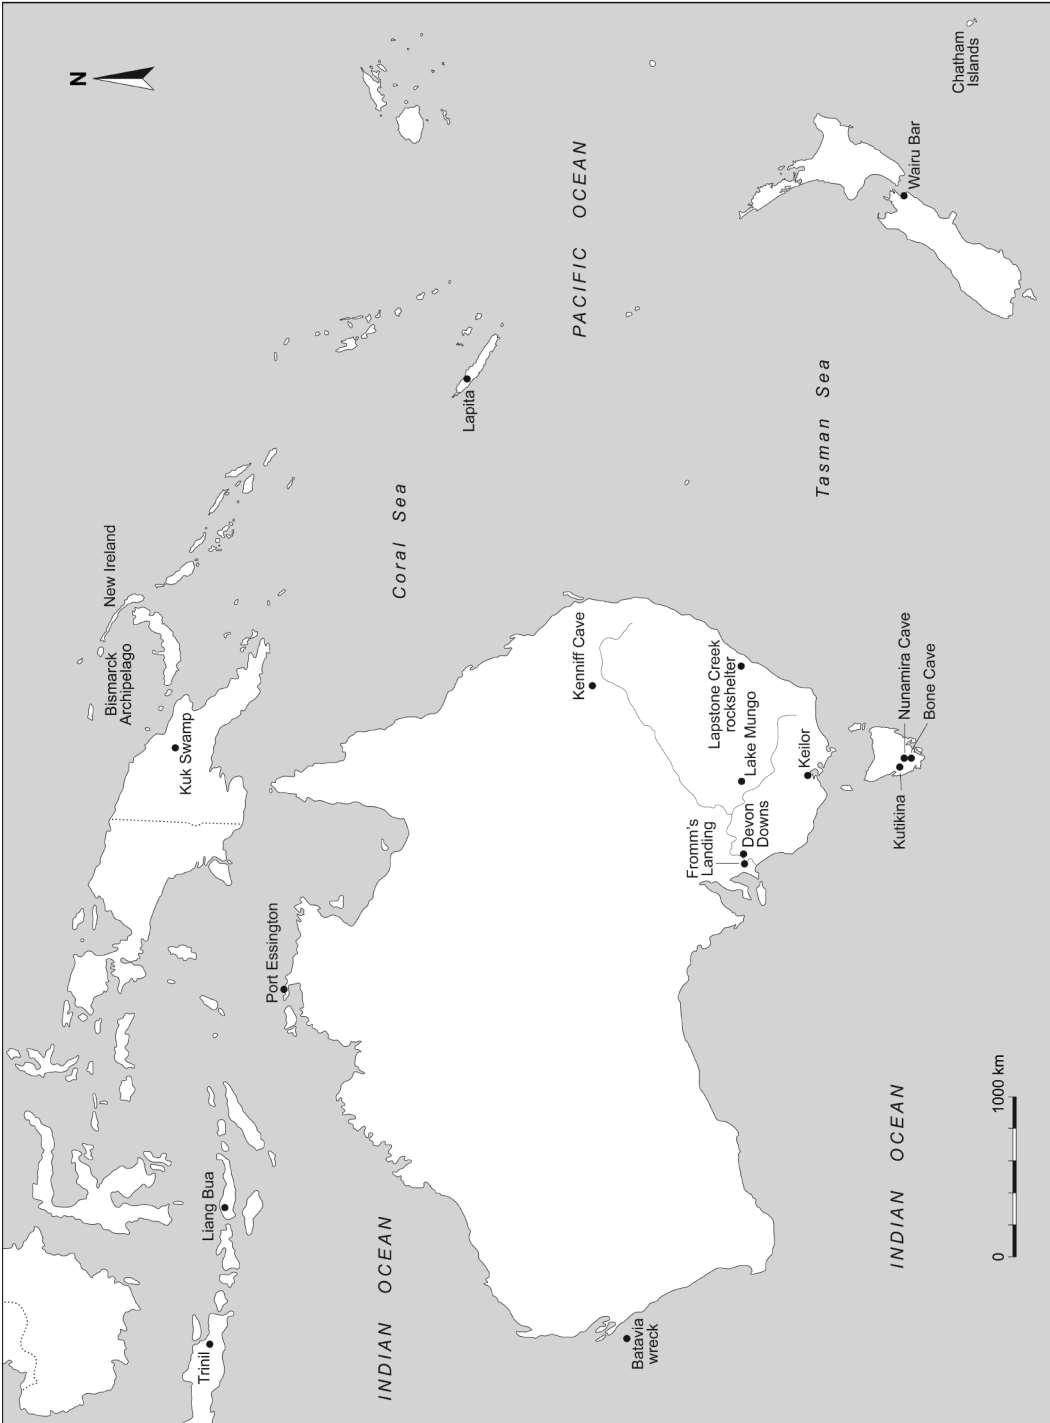 N
Chatham
Islands
Wairu Bar
PACIFIC OCEAN
Tasman Sea
Lapita
Coral Sea
New Ireland
Bismarck
Archipelago
Kuk Swamp
Kenniff Cave
Lapstone Creek
rockshelter
Lake Mungo
Keilor
Nunamira Cave
Bone Cave
Kutikina
Devon
Downs
Fromm's
Landing
Port Essington
Liang Bua
Trinil
INDIAN OCEAN
Batavia
wreck
INDIAN OCEAN
0
1000 km